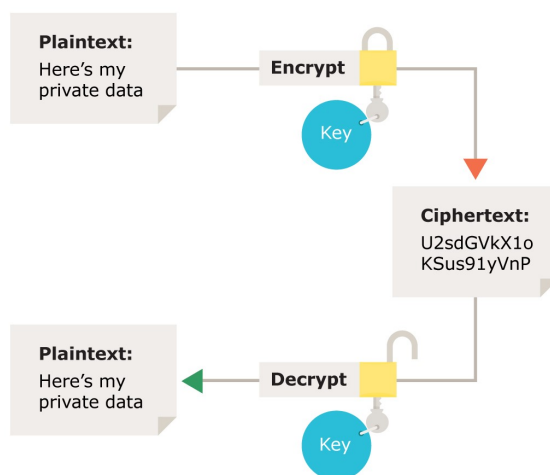 Plaintext:
Here's my
private data
Encrypt
Key
Ciphertext:
U2sdGVkX1o
KSus91yVnP
Plaintext:
Here's my
private data
Decrypt
Key